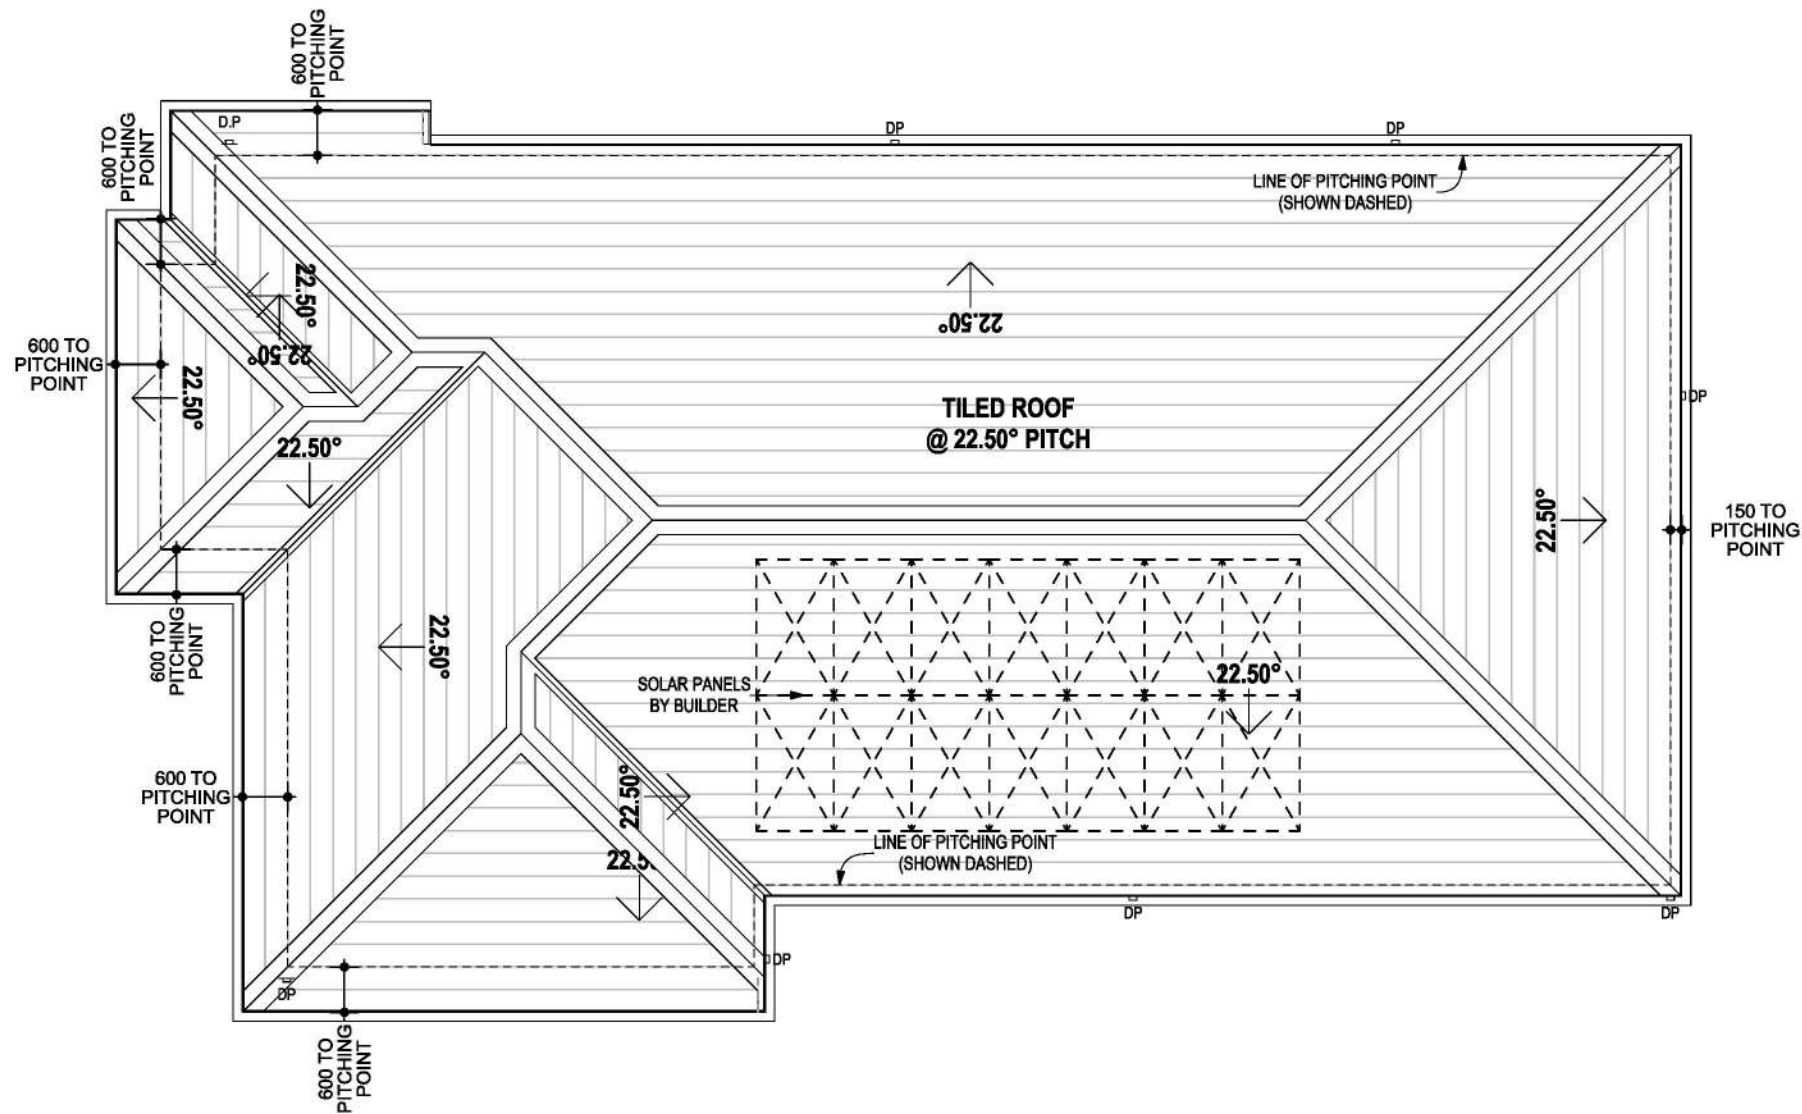 600 TO
PITCHING
POINT
600 TO
PITCHING
POINT
D.P
DP
DP
LINE OF PITCHING POINT
(SHOWN DASHED)
22.50°
22.50°
22.50°
600 TO
PITCHING
POINT
22.50°
DP
TILED ROOF
@ 22.50° PITCH
22.50°
22.50°
150 TO
PITCHING
POINT
600 TO
PITCHING
POINT
22.50°
SOLAR PANELS
BY BUILDER
22.50°
600 TO
PITCHING
POINT
22.50°
LINE OF PITCHING POINT
(SHOWN DASHED)
22.5
DP
DP
DP
DP
600 TO
PITCHING
POINT